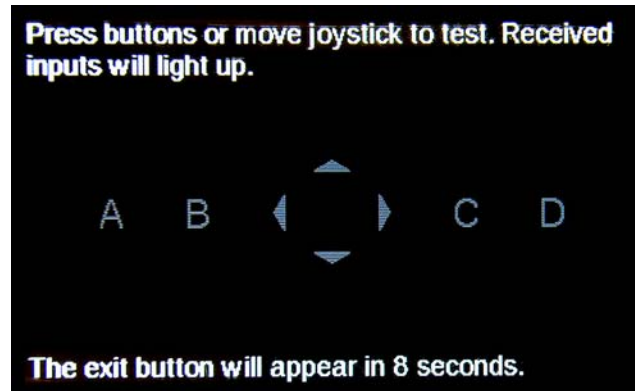 Press buttons or move joystick to test. Received
inputs will light up.
A B C D
The exit button will appear in 8 seconds.